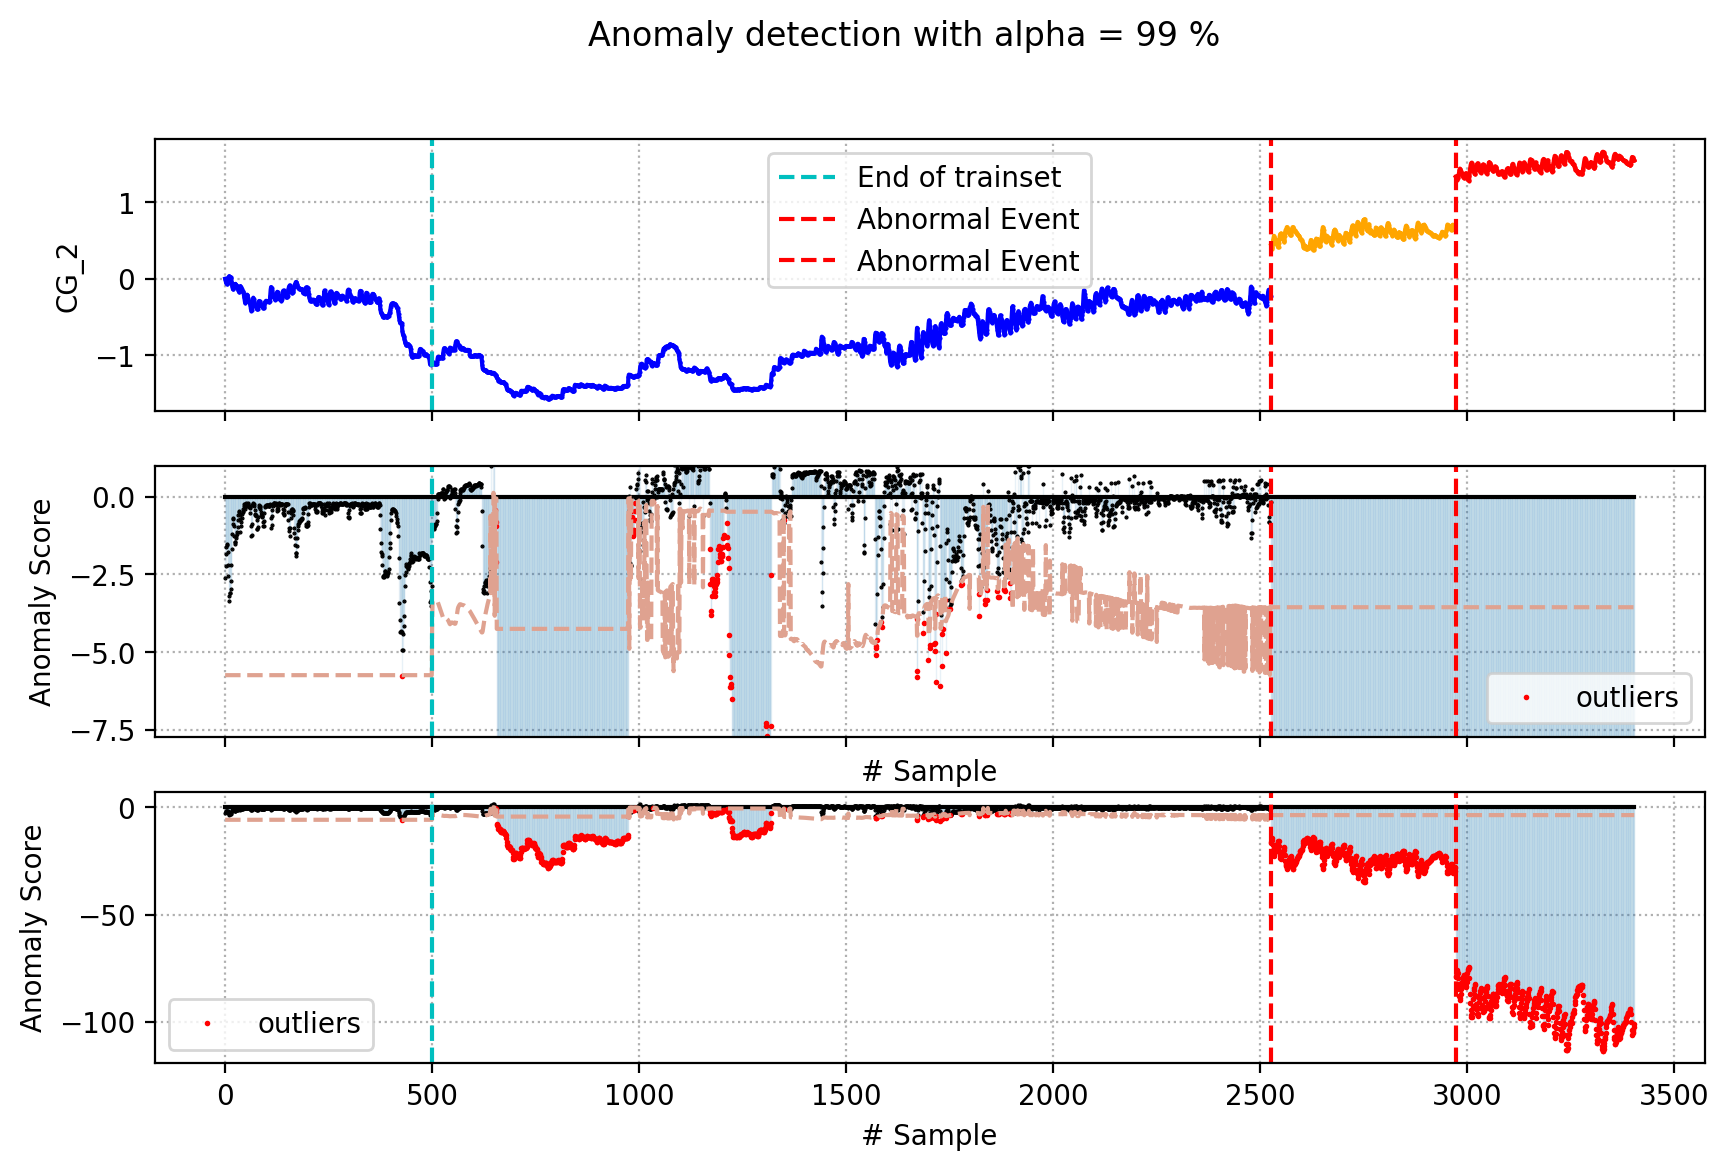 Anomaly detection with alpha = 99 %
CG_2
1
0
−1
End of trainset
Abnormal Event
Abnormal Event
Anomaly Score
0.0
−2.5
−5.0
−7.5
outliers
# Sample
Anomaly Score
0
−50
−100
outliers
0 500 1000 1500 2000 2500 3000 3500
# Sample